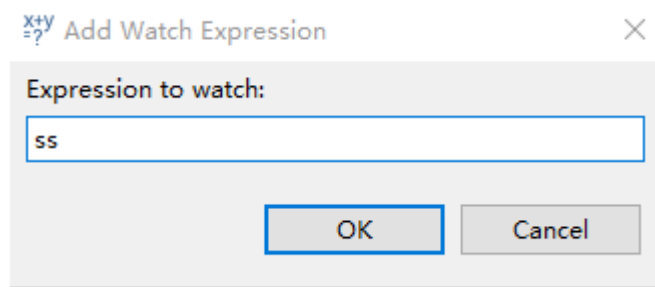 x+y
=?
Add Watch Expression
Expression to watch:
ss
OK
Cancel